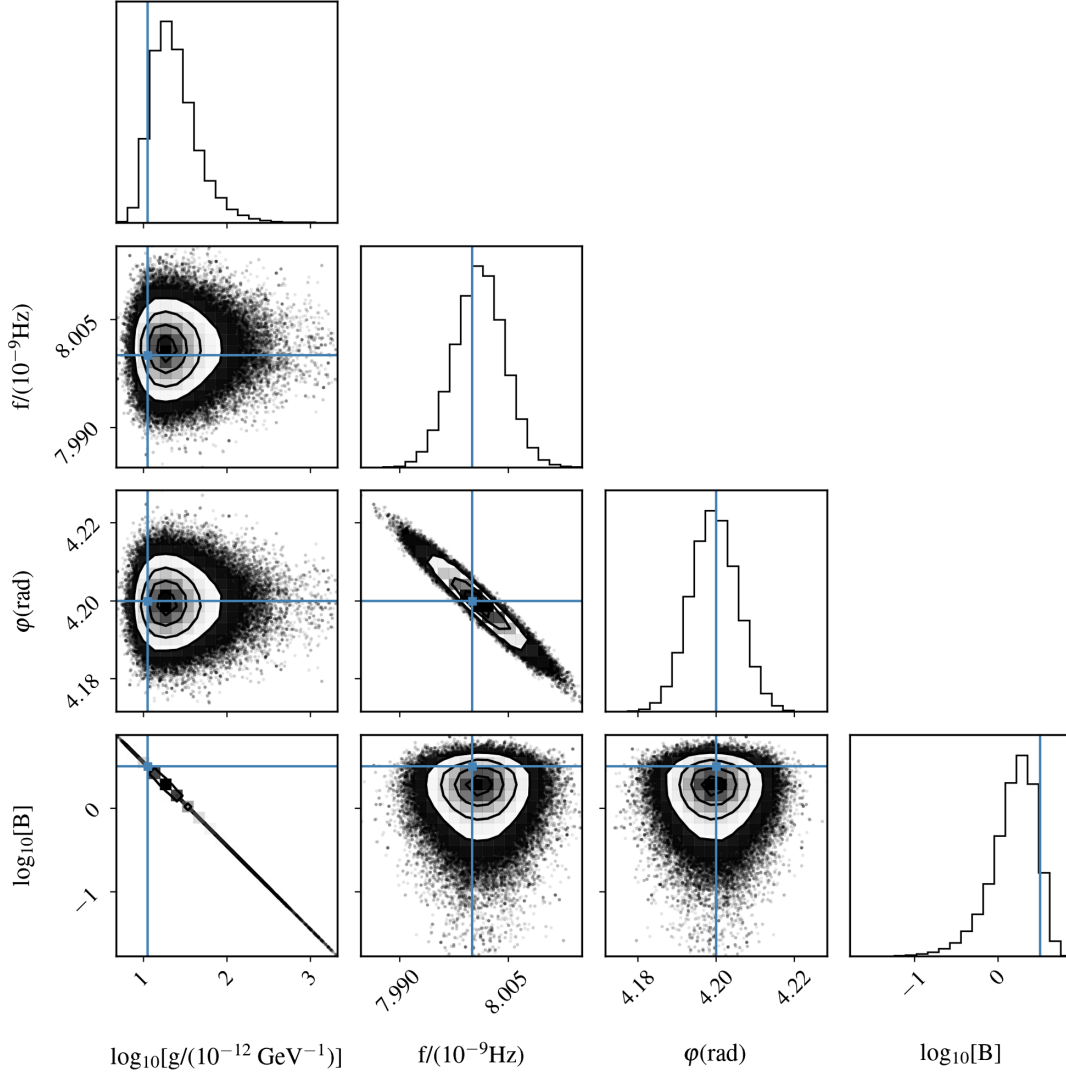 f/(10⁻⁹Hz)
8.005
7.990
φ(rad)
4.22
4.20
4.18
log₁₀[B]
0
−1
1 2 3 7.990 8.005 4.18 4.20 4.22 −1 0
log₁₀[g/(10⁻¹² GeV⁻¹)] f/(10⁻⁹Hz) φ(rad) log₁₀[B]